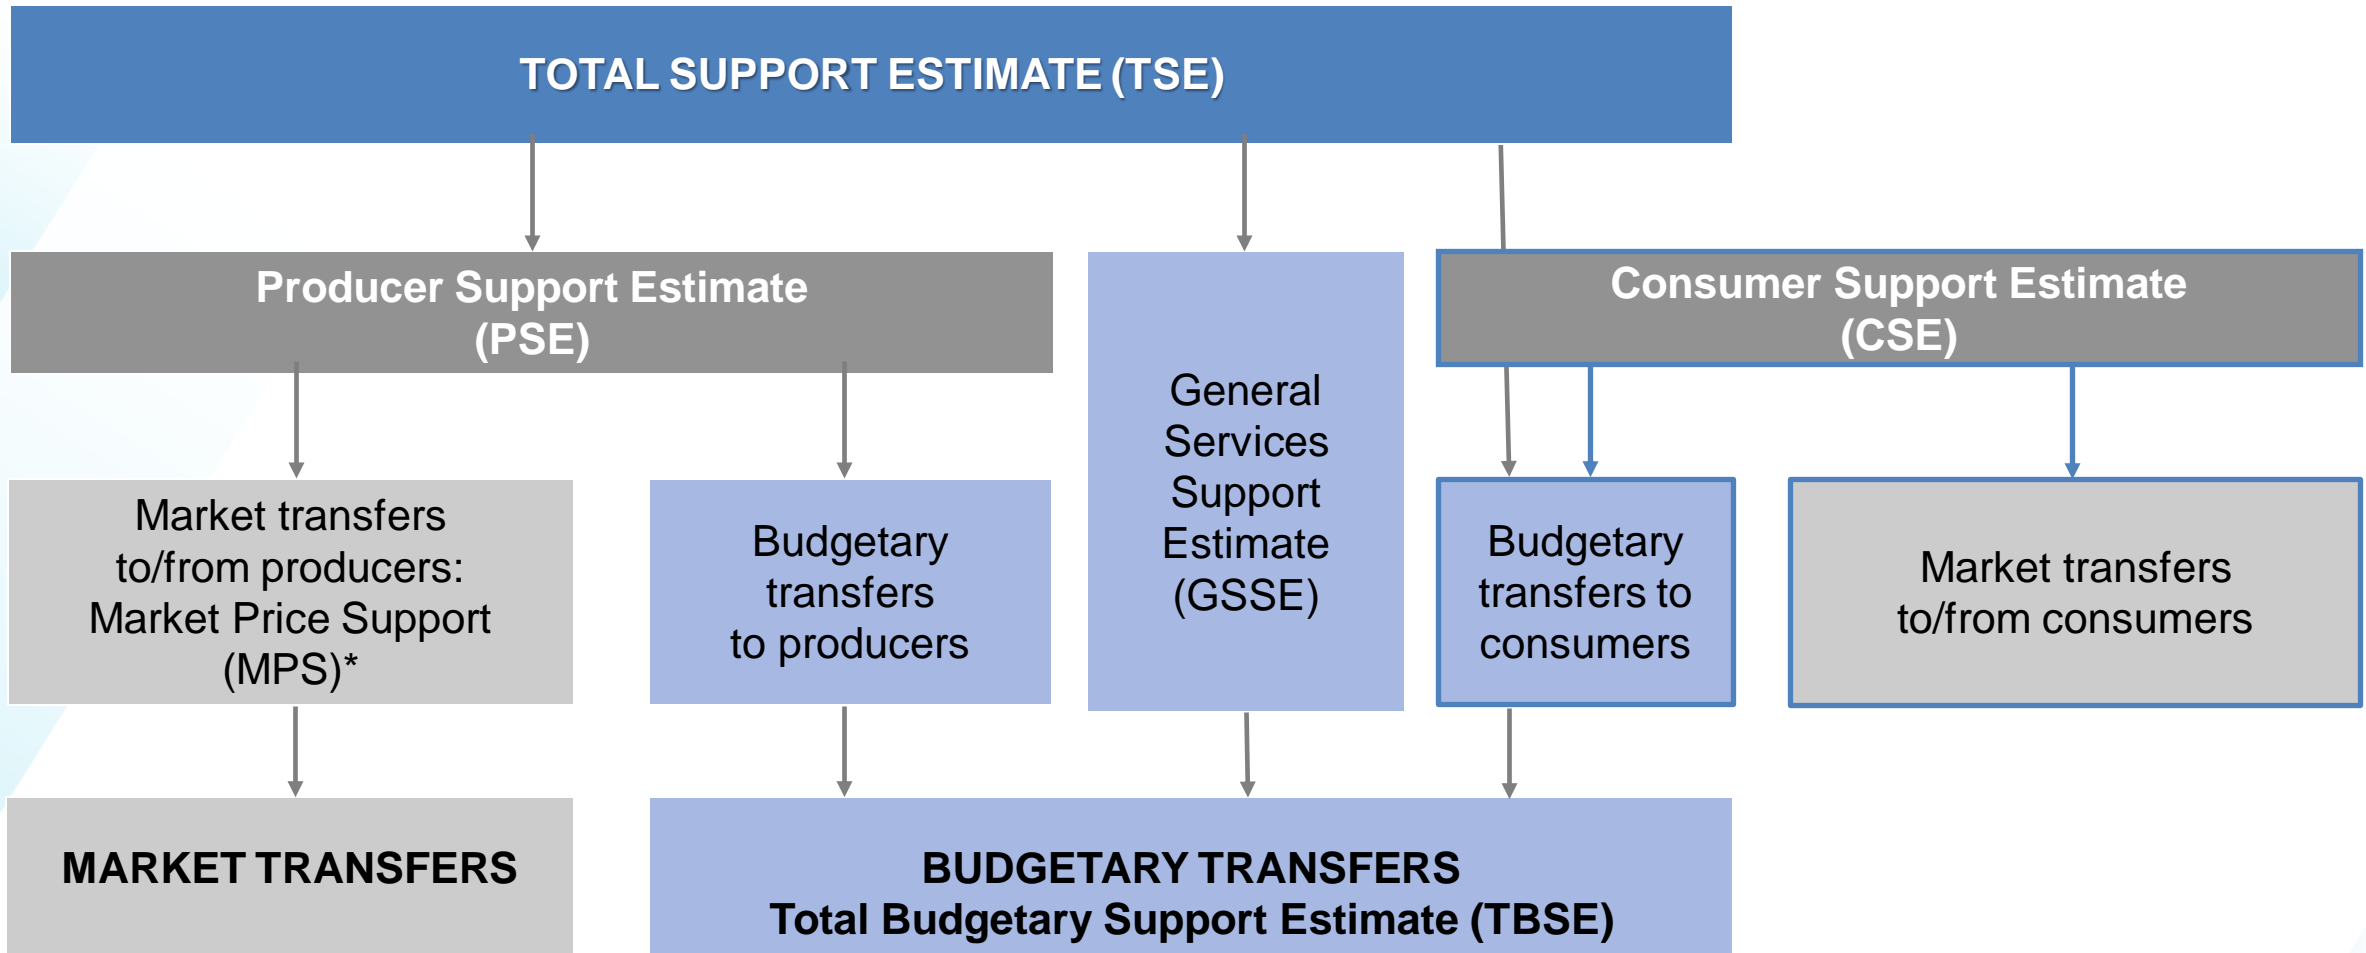 TOTAL SUPPORT ESTIMATE (TSE)
Producer Support Estimate
(PSE)
General
Services
Support
Estimate
(GSSE)
Consumer Support Estimate
(CSE)
Market transfers
to/from producers:
Market Price Support
(MPS)*
Budgetary
transfers
to producers
Budgetary
transfers to
consumers
Market transfers
to/from consumers
MARKET TRANSFERS
BUDGETARY TRANSFERS
Total Budgetary Support Estimate (TBSE)